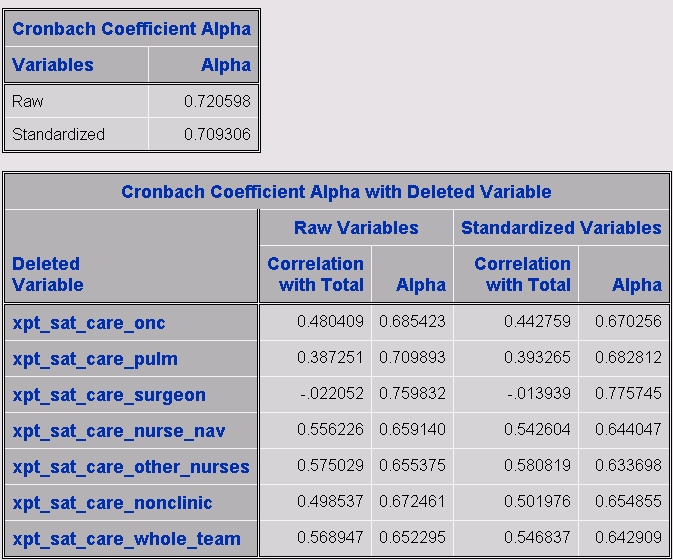 Cronbach Coefficient Alpha
Variables Alpha
Raw 0.720598
Standardized 0.709306
Cronbach Coefficient Alpha with Deleted Variable
Raw Variables Standardized Variables
Deleted Variable Correlation with Total Alpha Correlation with Total Alpha
xpt_sat_care_onc 0.480409 0.685423 0.442759 0.670256
xpt_sat_care_pulm 0.387251 0.709893 0.393265 0.682812
xpt_sat_care_surgeon -.022052 0.759832 -.013939 0.775745
xpt_sat_care_nurse_nav 0.556226 0.659140 0.542604 0.644047
xpt_sat_care_other_nurses 0.575029 0.655375 0.580819 0.633698
xpt_sat_care_nonclinic 0.498537 0.672461 0.501976 0.654855
xpt_sat_care_whole_team 0.568947 0.652295 0.546837 0.642909